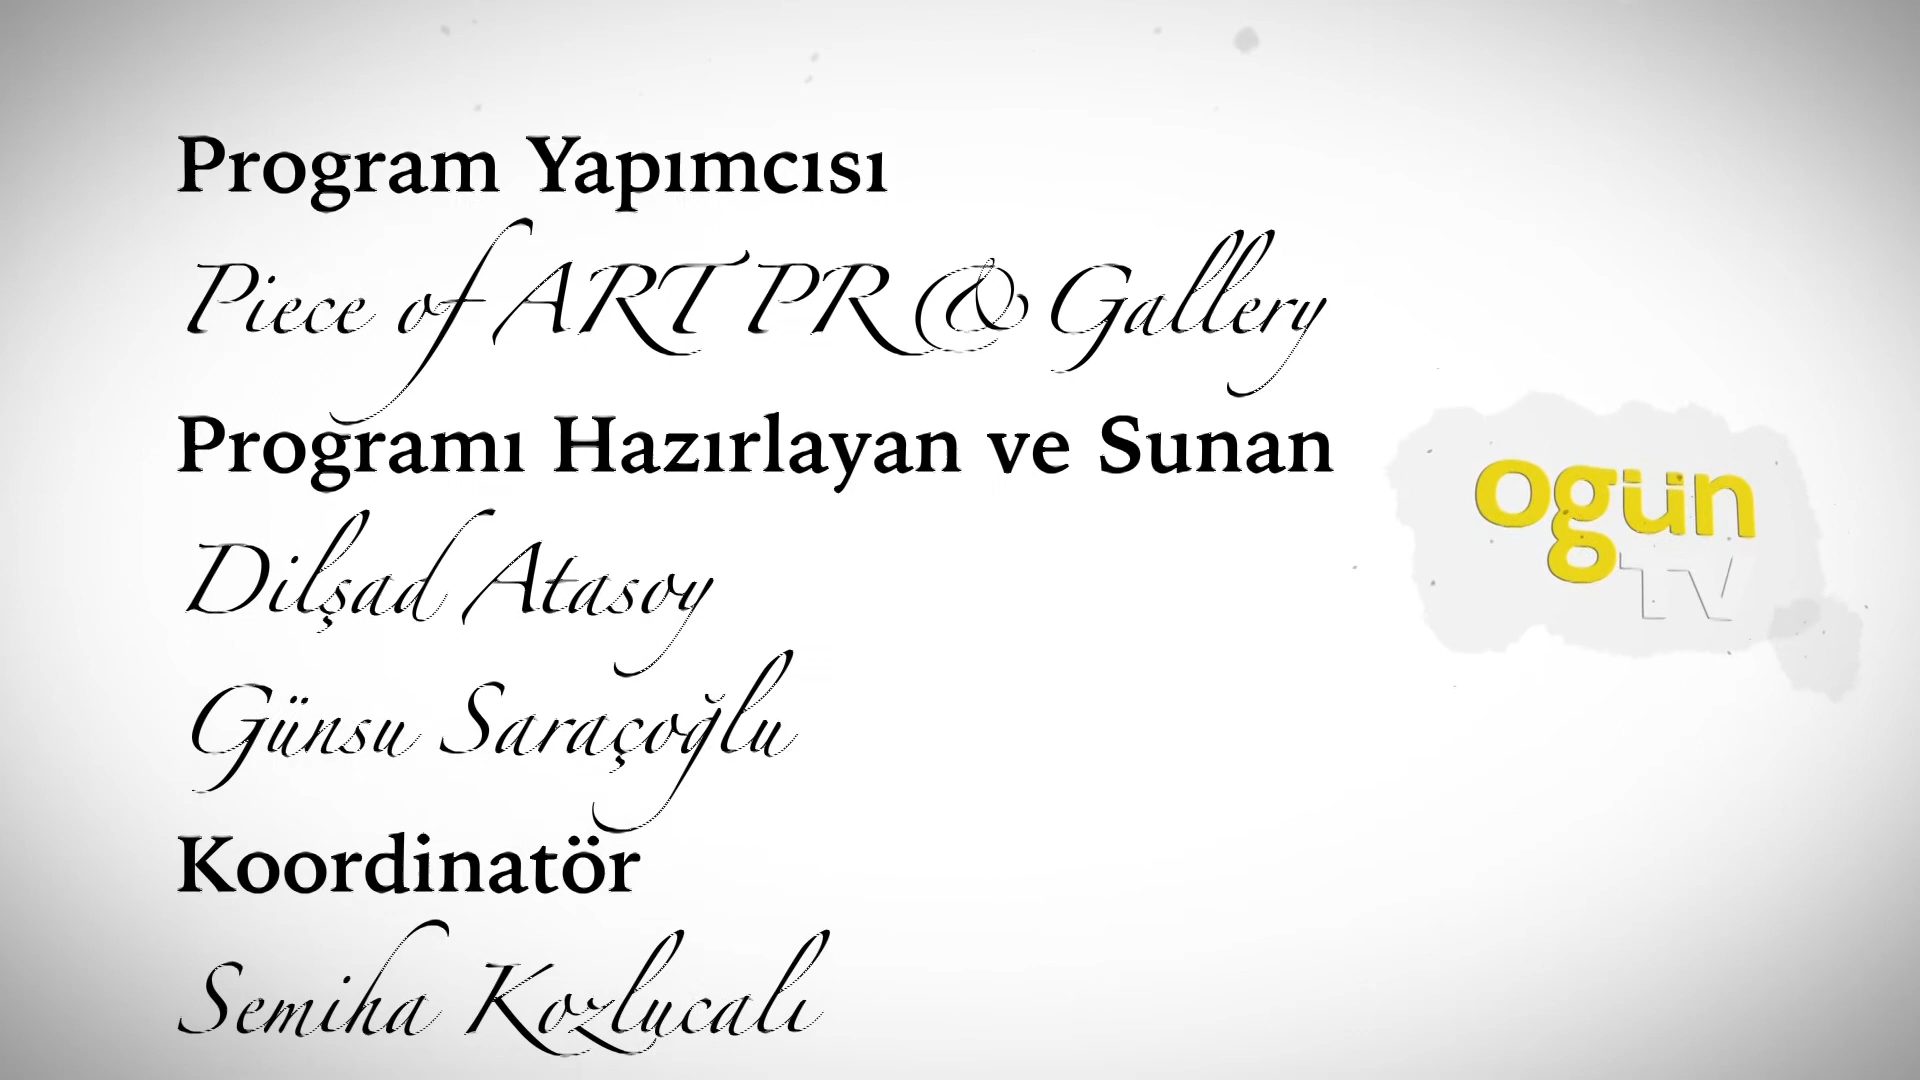 Program Yapımcısı
Piece of ART PR & Gallery
Programı Hazırlayan ve Sunan
Dilşad Atasoy
Günsu Saraçoğlu
Koordinatör
Semiha Kozlucalı
ogün
TV